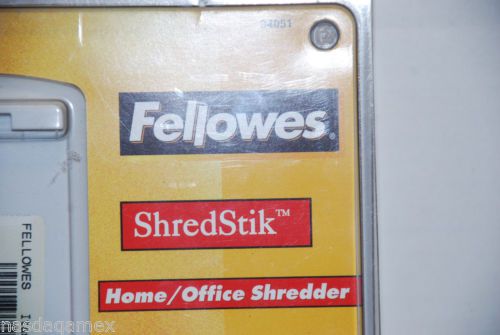 34051
Fellowes®
ShredStik™
Home/Office Shredder
FELLOWES
nasdaqamex